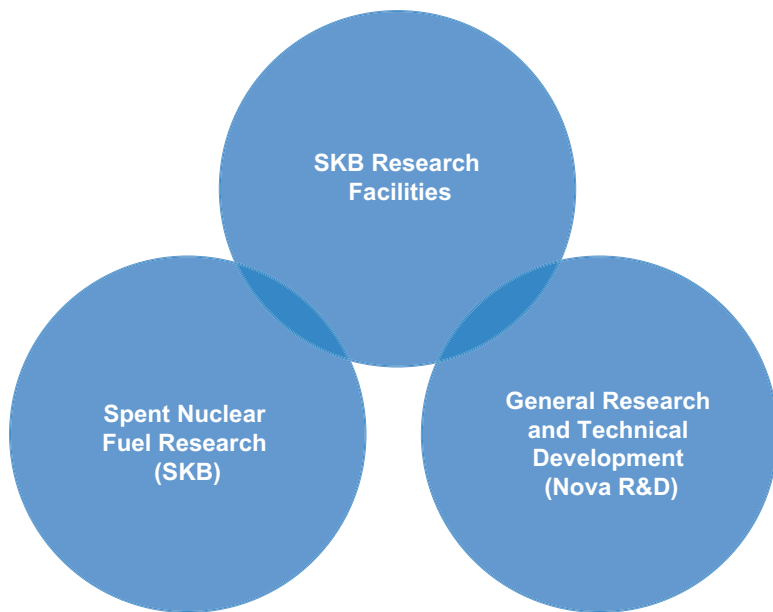 SKB Research
Facilities
Spent Nuclear
Fuel Research
(SKB)
General Research
and Technical
Development
(Nova R&D)